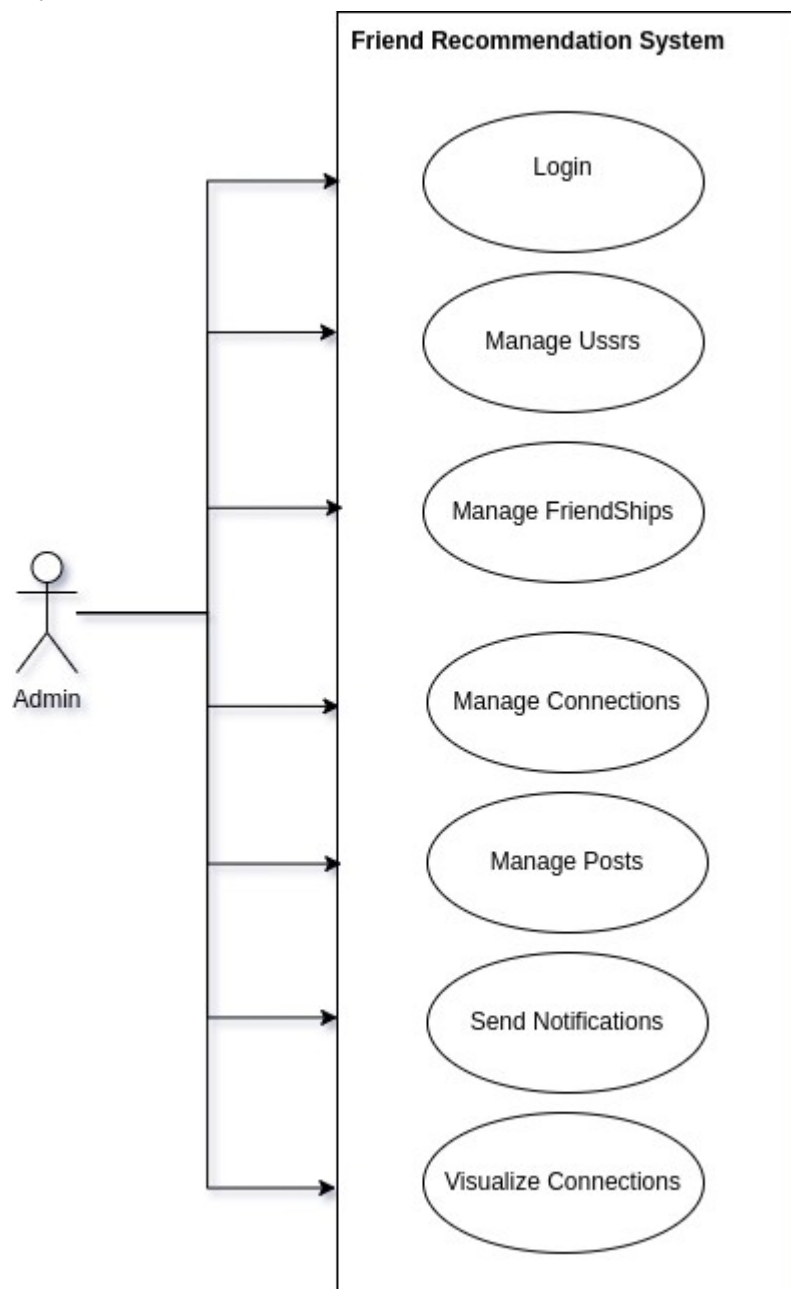 Friend Recommendation System
Login
Manage Ussrs
Manage FriendShips
Admin
Manage Connections
Manage Posts
Send Notifications
Visualize Connections